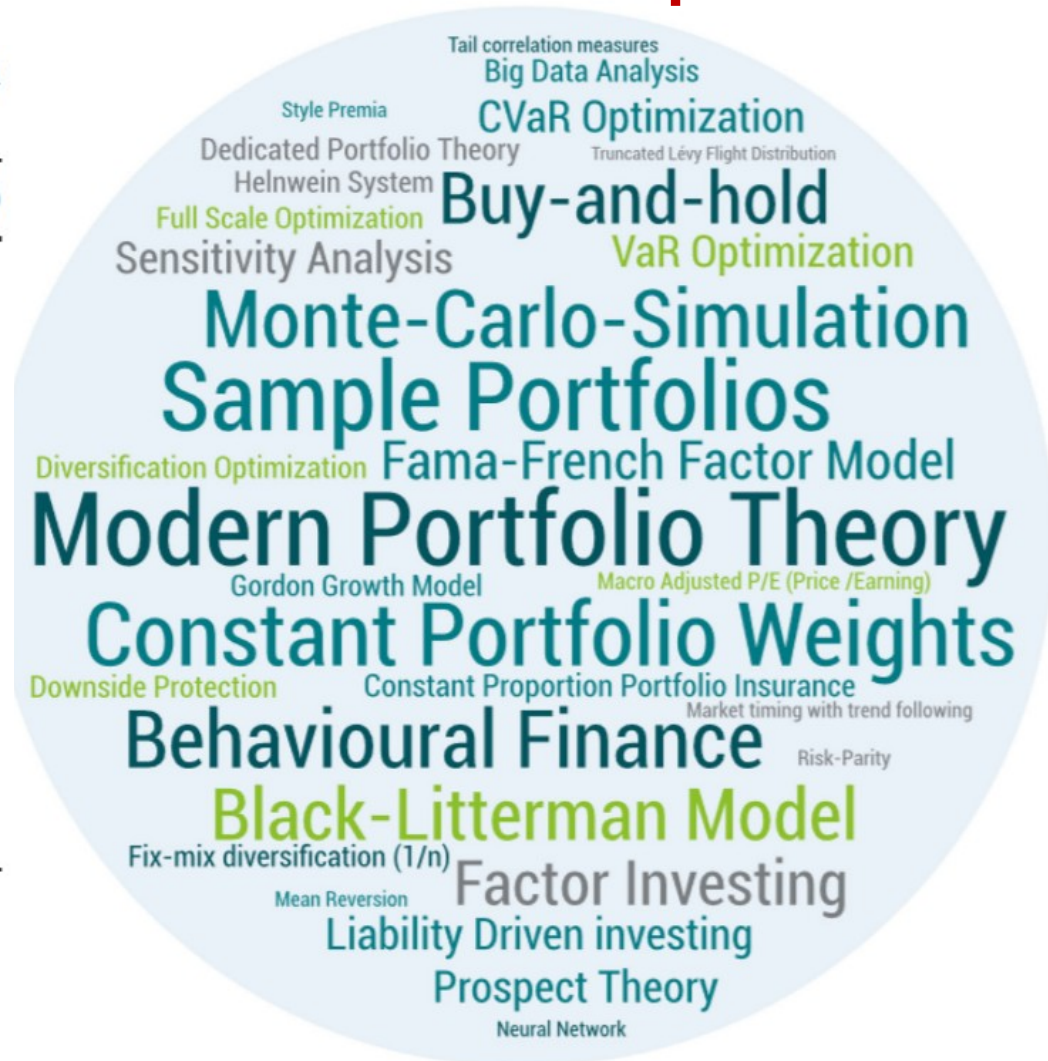 Tail correlation measures
Big Data Analysis
Style Premia
CVaR Optimization
Dedicated Portfolio Theory
Truncated Lévy Flight Distribution
Helnwein System
Buy-and-hold
Full Scale Optimization
Sensitivity Analysis
VaR Optimization
Monte-Carlo-Simulation
Sample Portfolios
Diversification Optimization
Fama-French Factor Model
Modern Portfolio Theory
Gordon Growth Model
Macro Adjusted P/E (Price /Earning)
Constant Portfolio Weights
Downside Protection
Constant Proportion Portfolio Insurance
Market timing with trend following
Behavioural Finance
Risk-Parity
Black-Litterman Model
Fix-mix diversification (1/n)
Factor Investing
Mean Reversion
Liability Driven investing
Prospect Theory
Neural Network